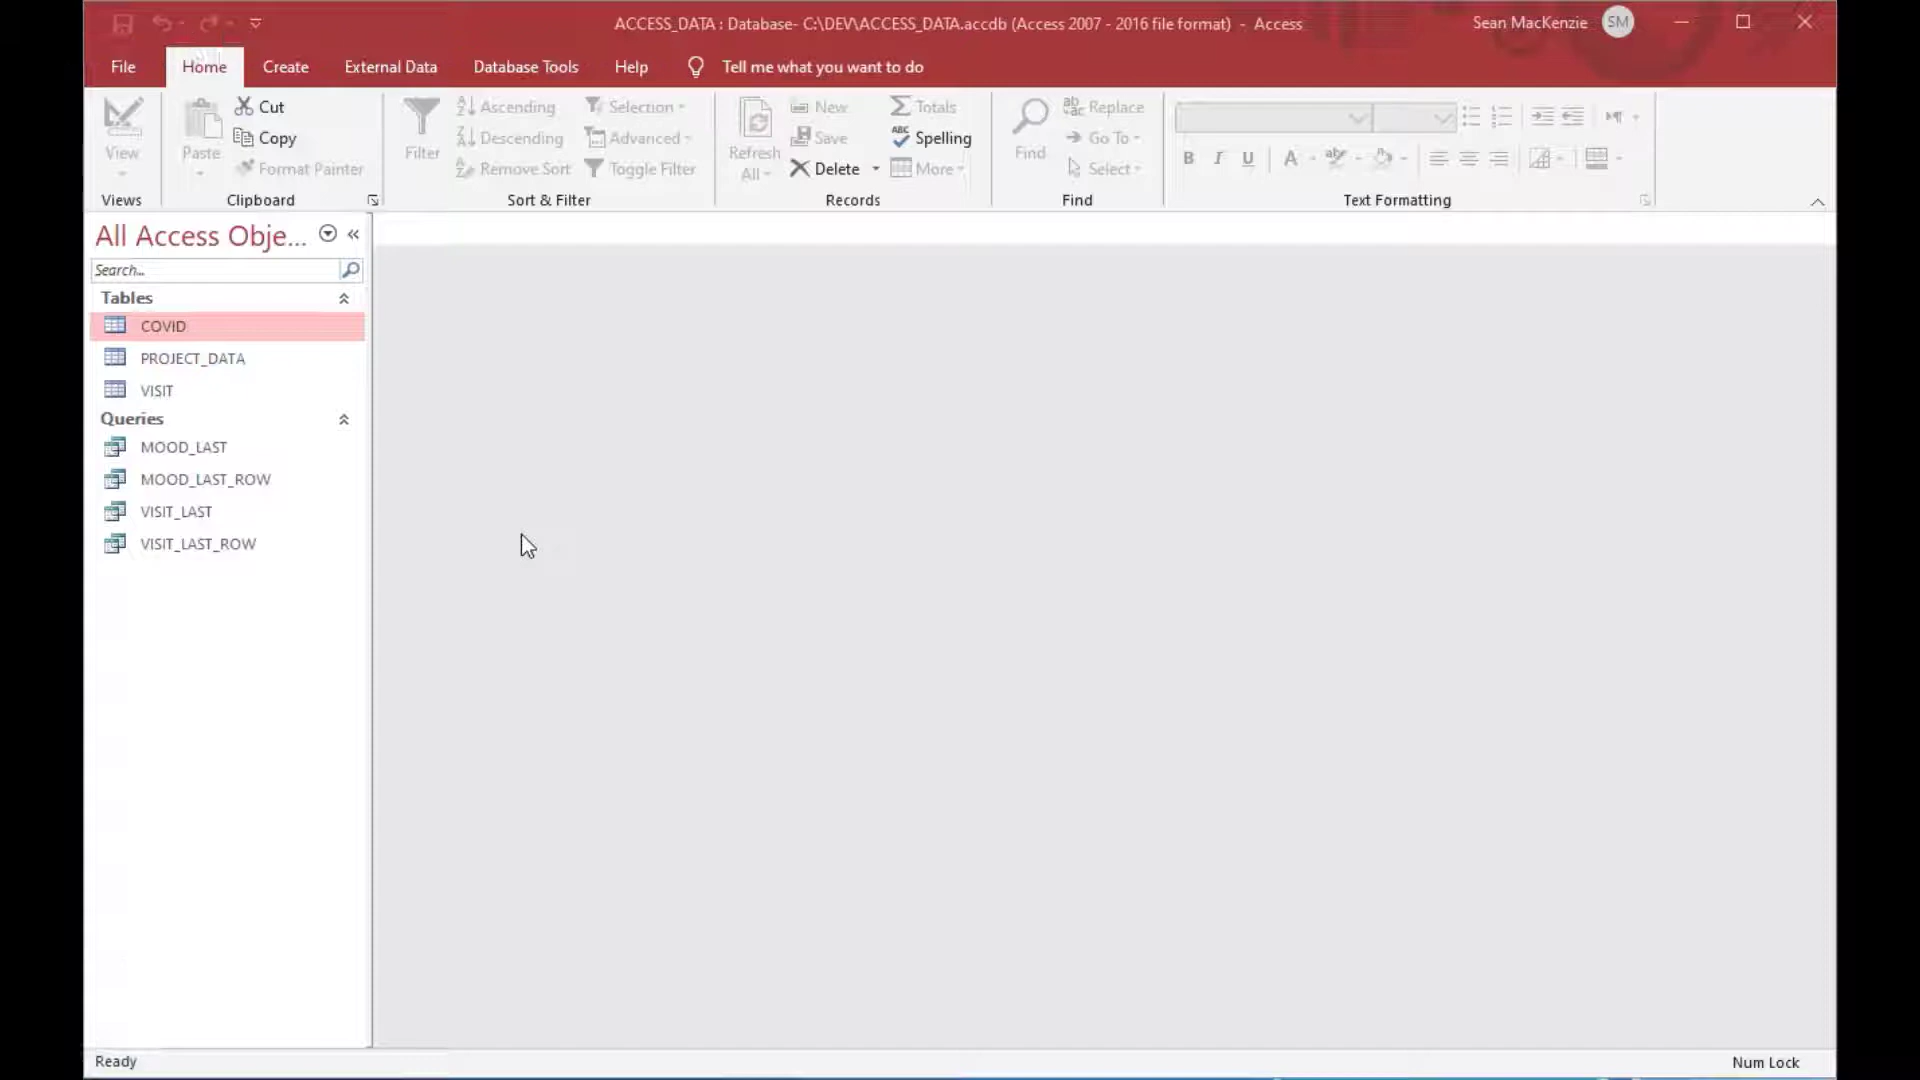 ACCESS_DATA : Database- C:\DEV\ACCESS_DATA.accdb (Access 2007 - 2016 file format) - Access
Sean MacKenzie SM
File Home Create External Data Database Tools Help Tell me what you want to do
View
Views
Paste
Cut
Copy
Format Painter
Clipboard
Filter
Ascending
Descending
Remove Sort
Selection
Advanced
Toggle Filter
Sort & Filter
Refresh
All
New
Save
Delete
Totals
Spelling
More
Records
Find
Replace
Go To
Select
Find
B I U A
Text Formatting
All Access Obje...
Search...
Tables
COVID
PROJECT_DATA
VISIT
Queries
MOOD_LAST
MOOD_LAST_ROW
VISIT_LAST
VISIT_LAST_ROW
Ready
Num Lock